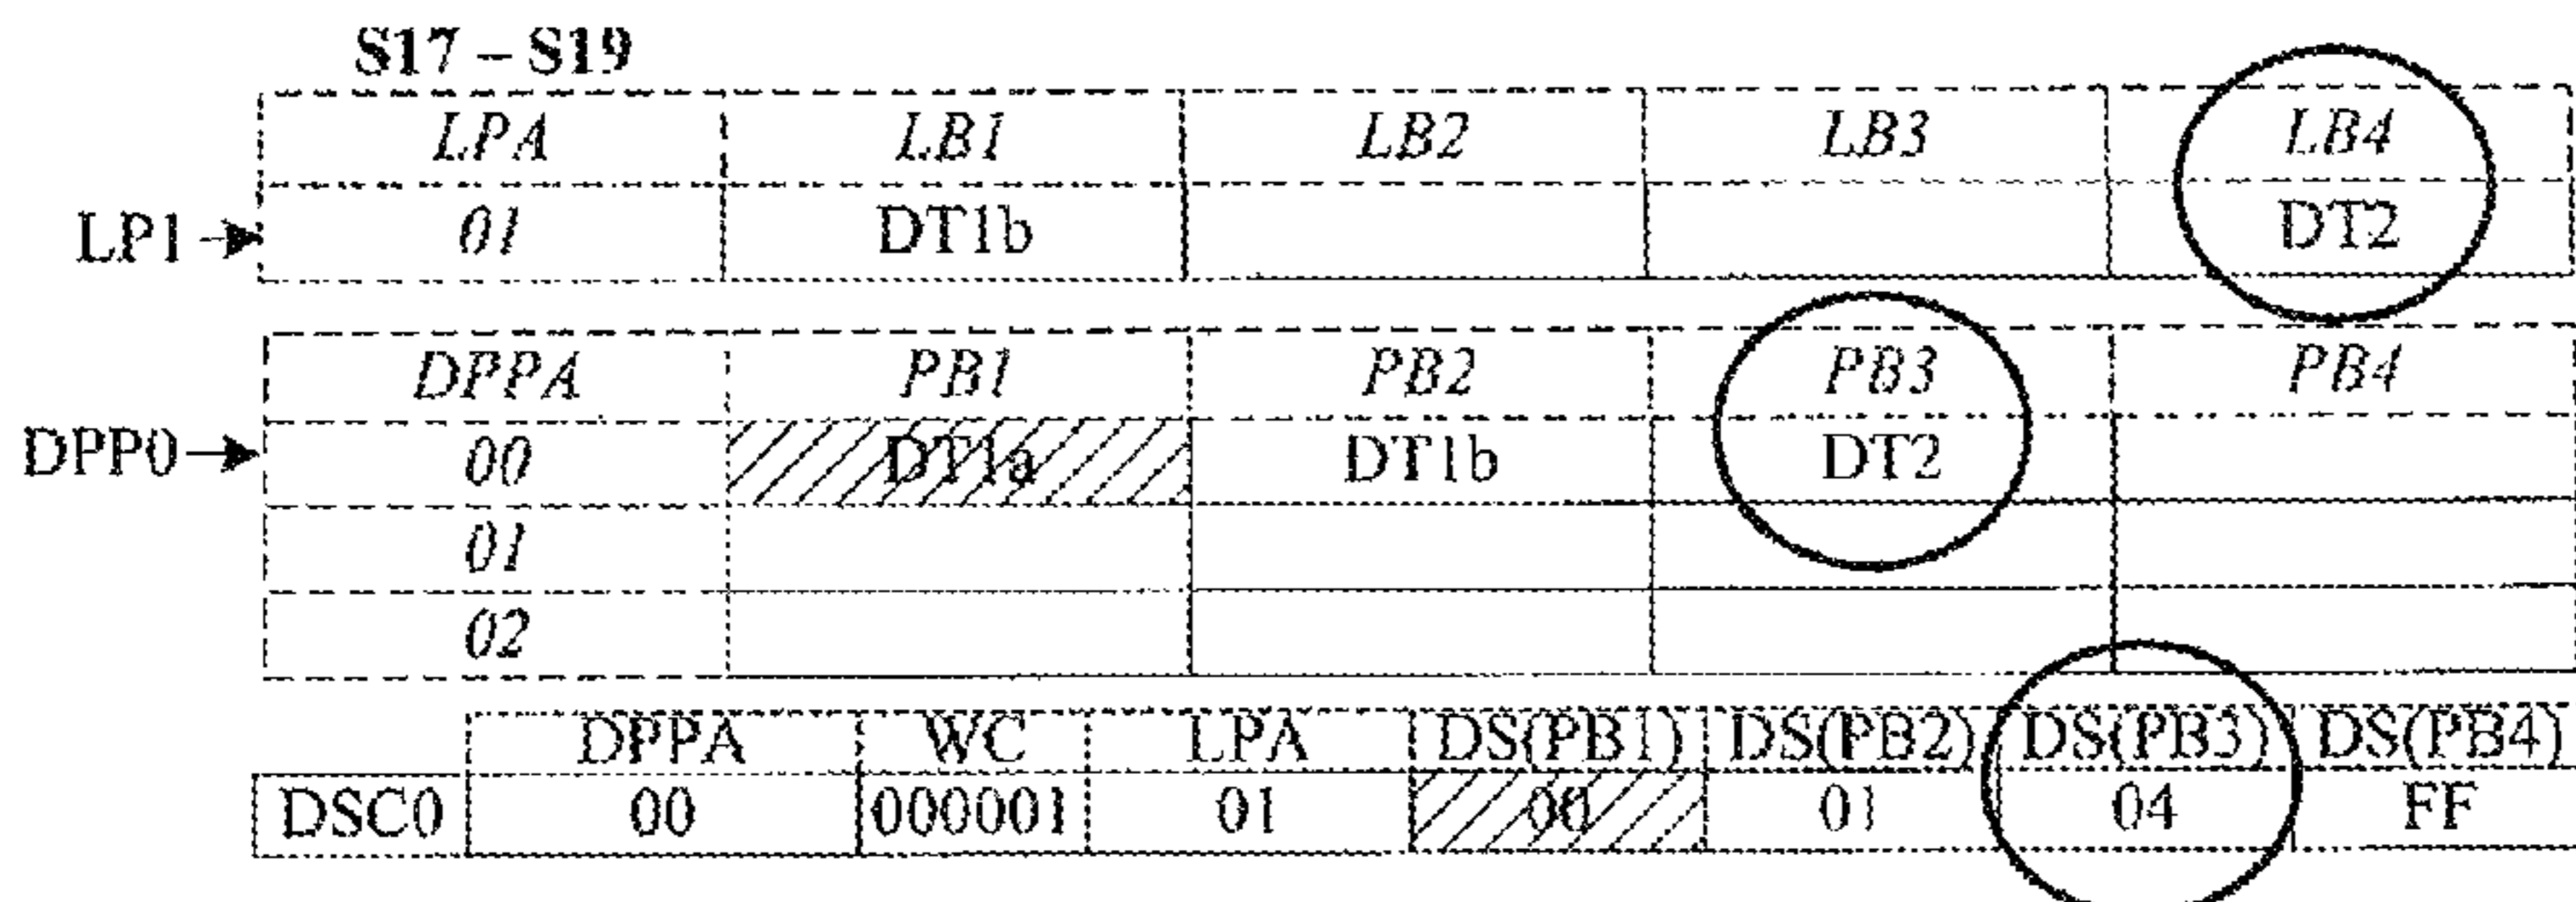 S17 – S19
LPA LB1 LB2 LB3 LB4
LP1 01 DT1b DT2
DPPA PB1 PB2 PB3 PB4
DPP0 00 DT1a DT1b DT2
01
02
DPPA WC LPA DS(PB1) DS(PB2) DS(PB3) DS(PB4)
DSC0 00 000001 01 00 01 04 FF